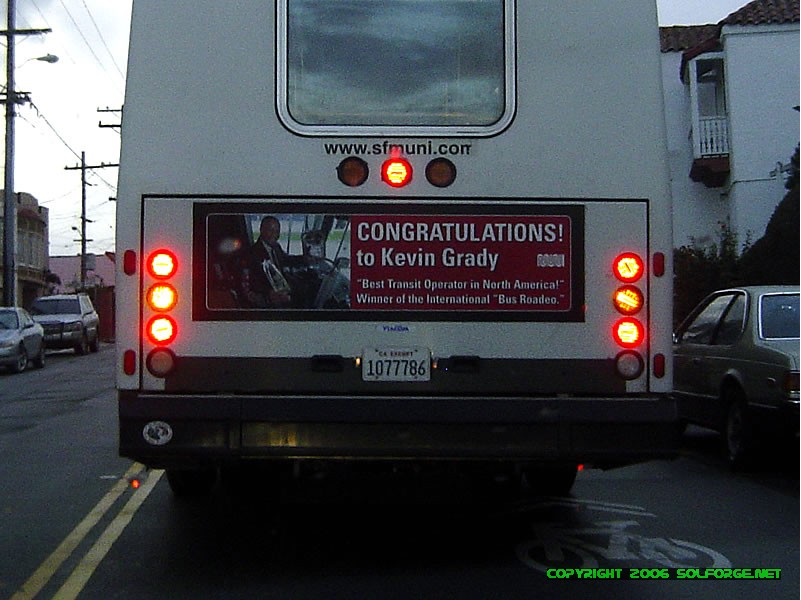 www.sfmuni.com
CONGRATULATIONS!
to Kevin Grady
"Best Transit Operator in North America!"
Winner of the International "Bus Roadeo."
VIACOM
CA EXEMPT
1077786
COPYRIGHT 2006 SOLFORGE.NET